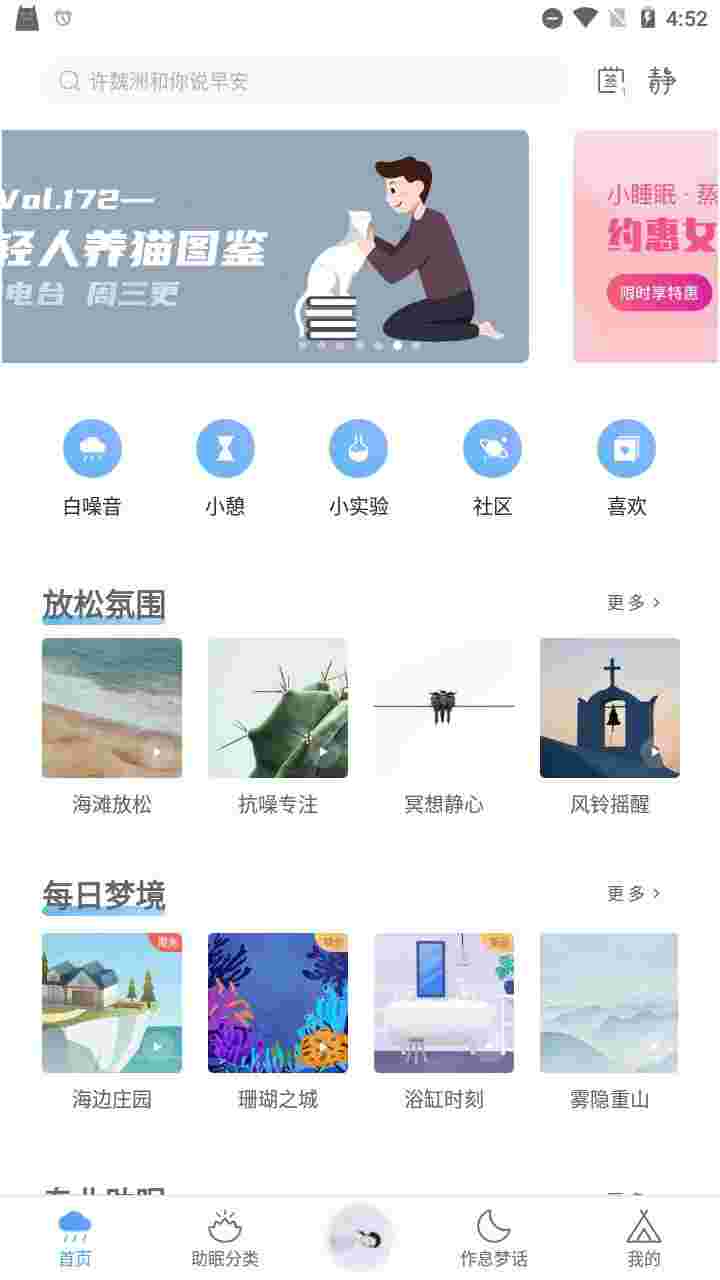 4:52
许魏洲和你说早安
蒸
静
Vol.172—
轻人养猫图鉴
电台 周三更
小睡眠 · 蒸
约惠女
限时享特惠
白噪音
小憩
小实验
社区
喜欢
放松氛围
更多
海滩放松
抗噪专注
冥想静心
风铃摇醒
每日梦境
更多
限免
海边庄园
珊瑚之城
浴缸时刻
雾隐重山
首页
助眠分类
作息梦话
我的